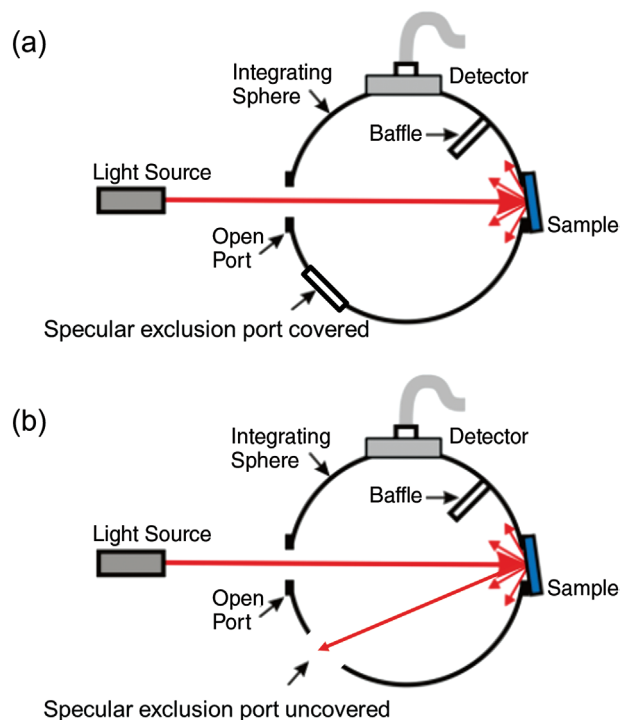 (a)
Integrating
Sphere
Detector
Baffle
Light Source
Open
Port
Sample
Specular exclusion port covered
(b)
Integrating
Sphere
Detector
Baffle
Light Source
Open
Port
Sample
Specular exclusion port uncovered